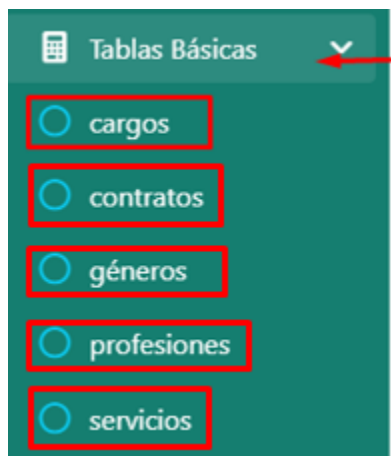 Tablas Básicas
cargos
contratos
géneros
profesiones
servicios